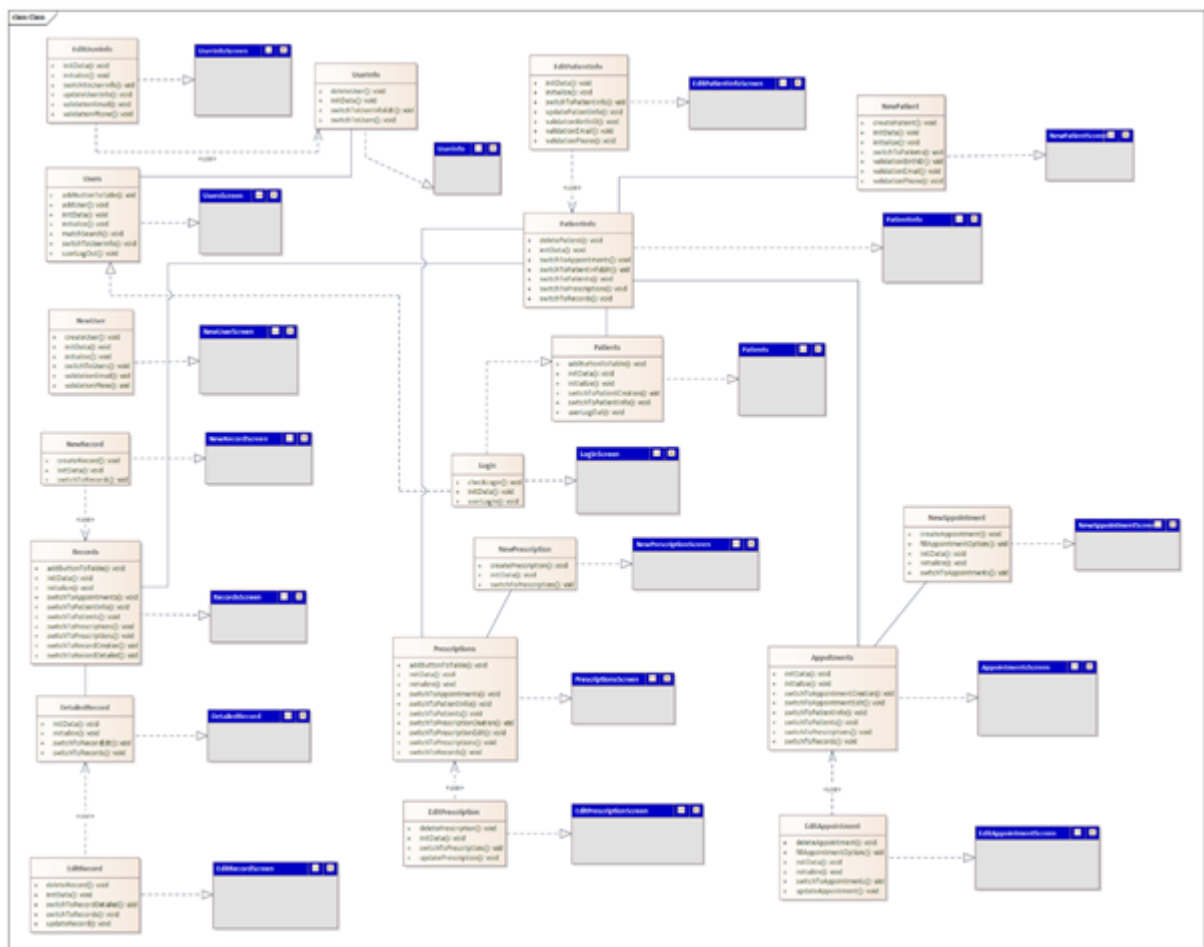 class Class
EditUserInfo
initData(): void
initialize(): void
switchToUserInfo(): void
updateUserInfo(): void
validationEmail(): void
validationPhone(): void
UserInfoScreen
UserInfo
deleteUser(): void
initData(): void
switchToUserInfoEdit(): void
switchToUsers(): void
UserInfo
«use»
EditPatientInfo
initData(): void
initialize(): void
switchToPatientInfo(): void
updatePatientInfo(): void
validationBirthID(): void
validationEmail(): void
validationPhone(): void
EditPatientInfoScreen
«use»
NewPatient
createPatient(): void
initData(): void
initialize(): void
switchToPatients(): void
validationBirthID(): void
validationEmail(): void
validationPhone(): void
NewPatientScreen
Users
addButtonToTable(): void
addUser(): void
initData(): void
initialize(): void
matchSearch(): void
switchToUserInfo(): void
userLogOut(): void
UsersScreen
PatientInfo
deletePatient(): void
initData(): void
switchToAppointments(): void
switchToPatientInfoEdit(): void
switchToPatients(): void
switchToPrescriptions(): void
switchToRecords(): void
PatientInfo
NewUser
createUser(): void
initData(): void
initialize(): void
switchToUsers(): void
validationEmail(): void
validationPhone(): void
NewUserScreen
Patients
addButtonToTable(): void
initData(): void
initialize(): void
switchToPatientCreation(): void
switchToPatientInfo(): void
userLogOut(): void
Patients
NewRecord
createRecord(): void
initData(): void
switchToRecords(): void
NewRecordScreen
«use»
Login
checkLogin(): void
initData(): void
userLogin(): void
LoginScreen
Records
addButtonToTable(): void
initData(): void
initialize(): void
switchToAppointments(): void
switchToPatientInfo(): void
switchToPatients(): void
switchToPrescriptions(): void
switchToPrescriptions(): void
switchToRecordCreation(): void
switchToRecordDetailed(): void
RecordsScreen
NewPrescription
createPrescription(): void
initData(): void
switchToPrescription(): void
NewPrescriptionScreen
NewAppointment
createAppointment(): void
fillAppointmentOptions(): void
initData(): void
initialize(): void
switchToAppointments(): void
NewAppointmentScreen
Prescriptions
addButtonToTable(): void
initData(): void
initialize(): void
switchToAppointments(): void
switchToPatientInfo(): void
switchToPatients(): void
switchToPrescriptionCreation(): void
switchToPrescriptionEdit(): void
switchToPrescriptions(): void
switchToRecords(): void
PrescriptionsScreen
Appoitments
initData(): void
initialize(): void
switchToAppointmentCreation(): void
switchToAppointmentEdit(): void
switchToPatientInfo(): void
switchToPatients(): void
switchToPrescriptions(): void
switchToRecords(): void
AppointmentsScreen
DetailedRecord
initData(): void
initialize(): void
switchToRecordEdit(): void
switchToRecords(): void
DetailedRecord
«use»
EditPrescription
deletePrescription(): void
initData(): void
switchToPrescriptions(): void
updatePrescription(): void
EditPrescriptionScreen
«use»
EditAppointment
deleteAppointment(): void
fillAppointmentOptions(): void
initData(): void
initialize(): void
switchToAppointments(): void
updateAppointment(): void
EditAppointmentScreen
«use»
EditRecord
deleteRecord(): void
initData(): void
switchToRecordDetailed(): void
switchToRecords(): void
updateRecord(): void
EditRecordScreen